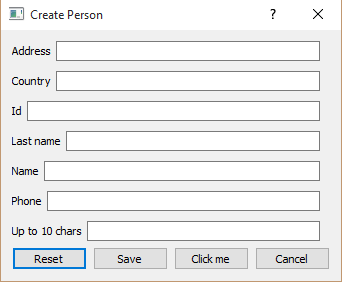 Create Person
?
Address
Country
Id
Last name
Name
Phone
Up to 10 chars
Reset Save Click me Cancel